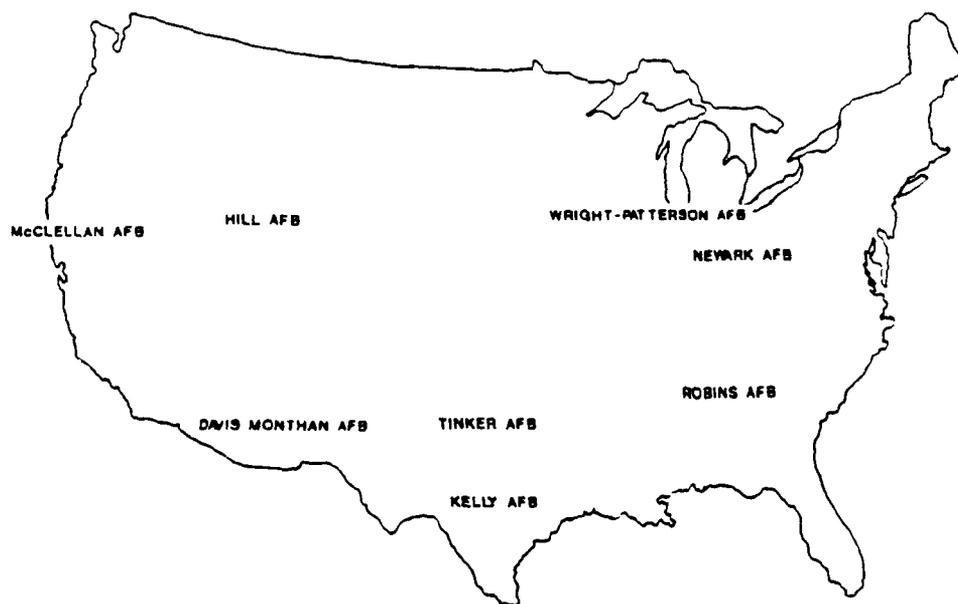 WRIGHT-PATTERSON AFB
HILL AFB
McCLELLAN AFB
NEWARK AFB
ROBINS AFB
DAVIS MONTHAN AFB
TINKER AFB
KELLY AFB